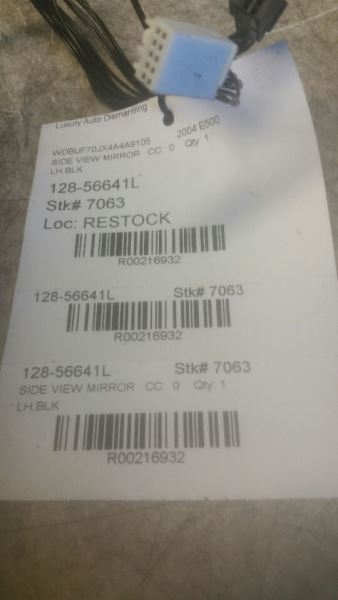 Luxury Auto Dismantling
WDBUF70JX4A4A9105 2004 E500
SIDE VIEW MIRROR CC: 0 Qty: 1
LH,BLK
128-56641L
Stk# 7063
Loc: RESTOCK
R00216932
128-56641L Stk# 7063
R00216932
128-56641L Stk# 7063
SIDE VIEW MIRROR CC: 0 Qty: 1
LH,BLK
R00216932